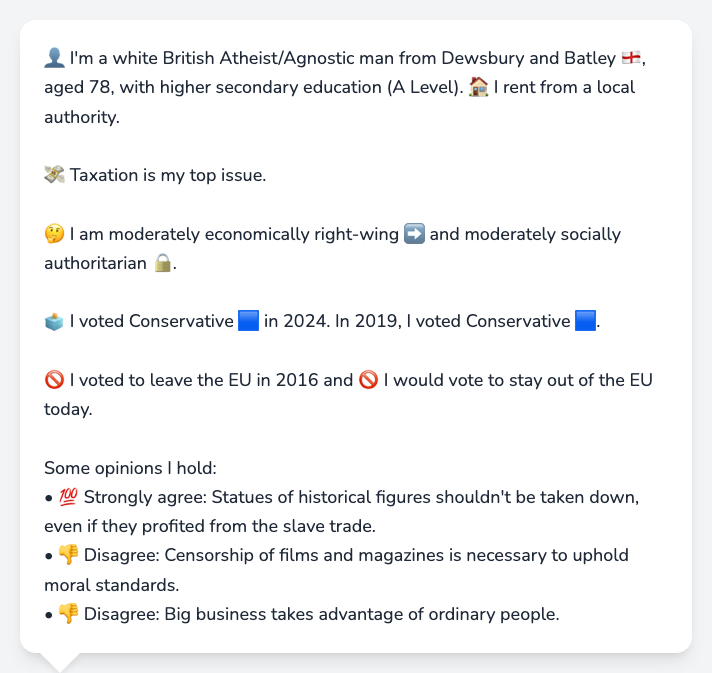 👤 I'm a white British Atheist/Agnostic man from Dewsbury and Batley 🏴󠁧󠁢󠁥󠁮󠁧󠁿,
aged 78, with higher secondary education (A Level). 🏠 I rent from a local
authority.
💸 Taxation is my top issue.
🤔 I am moderately economically right-wing ➡️ and moderately socially
authoritarian 🔒.
🗳️ I voted Conservative 🟦 in 2024. In 2019, I voted Conservative 🟦.
🚫 I voted to leave the EU in 2016 and 🚫 I would vote to stay out of the EU
today.
Some opinions I hold:
• 💯 Strongly agree: Statues of historical figures shouldn't be taken down,
even if they profited from the slave trade.
• 👎 Disagree: Censorship of films and magazines is necessary to uphold
moral standards.
• 👎 Disagree: Big business takes advantage of ordinary people.